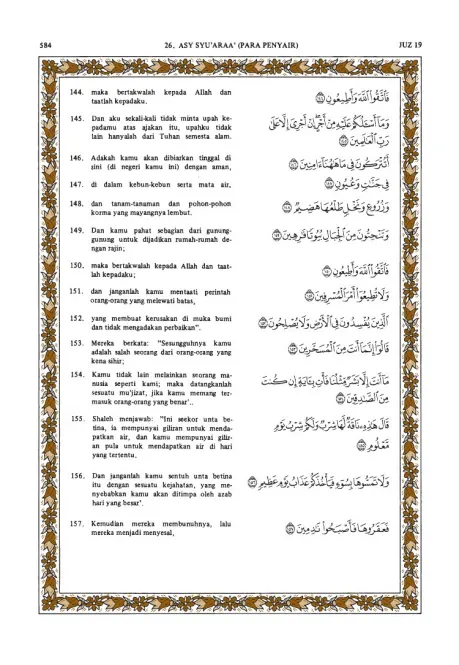 584 26. ASY SYU'ARAA' (PARA PENYAIR) JUZ 19
144. maka bertakwalah kepada Allah dan
taatlah kepadaku.
فَاتَّقُوا اللَّهَ وَأَطِيعُونِ ﴿١٤٤﴾
145. Dan aku sekali-kali tidak minta upah ke-
padamu atas ajakan itu, upahku tidak
lain hanyalah dari Tuhan semesta alam.
وَمَا أَسْئَلُكُمْ عَلَيْهِ مِنْ أَجْرٍ إِنْ أَجْرِيَ إِلَّا عَلَىٰ
رَبِّ الْعَالَمِينَ ﴿١٤٥﴾
146. Adakah kamu akan dibiarkan tinggal di
sini (di negeri kamu ini) dengan aman,
أَتُتْرَكُونَ فِي مَا هَاهُنَا آمِنِينَ ﴿١٤٦﴾
147. di dalam kebun-kebun serta mata air,
فِي جَنَّاتٍ وَعُيُونٍ ﴿١٤٧﴾
148. dan tanam-tanaman dan pohon-pohon
korma yang mayangnya lembut.
وَزُرُوعٍ وَنَخْلٍ طَلْعُهَا هَضِيمٌ ﴿١٤٨﴾
149. Dan kamu pahat sebagian dari gunung-
gunung untuk dijadikan rumah-rumah de-
ngan rajin;
وَتَنْحِتُونَ مِنَ الْجِبَالِ بُيُوتًا فَارِهِينَ ﴿١٤٩﴾
150. maka bertakwalah kepada Allah dan taat-
lah kepadaku;
فَاتَّقُوا اللَّهَ وَأَطِيعُونِ ﴿١٥٠﴾
151. dan janganlah kamu mentaati perintah
orang-orang yang melewati batas,
وَلَا تُطِيعُوا أَمْرَ الْمُسْرِفِينَ ﴿١٥١﴾
152. yang membuat kerusakan di muka bumi
dan tidak mengadakan perbaikan".
الَّذِينَ يُفْسِدُونَ فِي الْأَرْضِ وَلَا يُصْلِحُونَ ﴿١٥٢﴾
153. Mereka berkata: "Sesungguhnya kamu
adalah salah seorang dari orang-orang yang
kena sihir;
قَالُوا إِنَّمَا أَنْتَ مِنَ الْمُسَحَّرِينَ ﴿١٥٣﴾
154. Kamu tidak lain melainkan seorang ma-
nusia seperti kami; maka datangkanlah
sesuatu mu'jizat, jika kamu memang ter-
masuk orang-orang yang benar'..
مَا أَنْتَ إِلَّا بَشَرٌ مِثْلُنَا فَأْتِ بِآيَةٍ إِنْ كُنْتَ
مِنَ الصَّادِقِينَ ﴿١٥٤﴾
155. Shaleh menjawab: "Ini seekor unta be-
tina, ia mempunyai giliran untuk menda-
patkan air, dan kamu mempunyai gilir-
an pula untuk mendapatkan air di hari
yang tertentu.
قَالَ هَٰذِهِ نَاقَةٌ لَهَا شِرْبٌ وَلَكُمْ شِرْبُ يَوْمٍ
مَعْلُومٍ ﴿١٥٥﴾
156. Dan janganlah kamu sentuh unta betina
itu dengan sesuatu kejahatan, yang me-
nyebabkan kamu akan ditimpa oleh azab
hari yang besar'.
وَلَا تَمَسُّوهَا بِسُوءٍ فَيَأْخُذَكُمْ عَذَابُ يَوْمٍ عَظِيمٍ ﴿١٥٦﴾
157. Kemudian mereka membunuhnya, lalu
mereka menjadi menyesal,
فَعَقَرُوهَا فَأَصْبَحُوا نَادِمِينَ ﴿١٥٧﴾